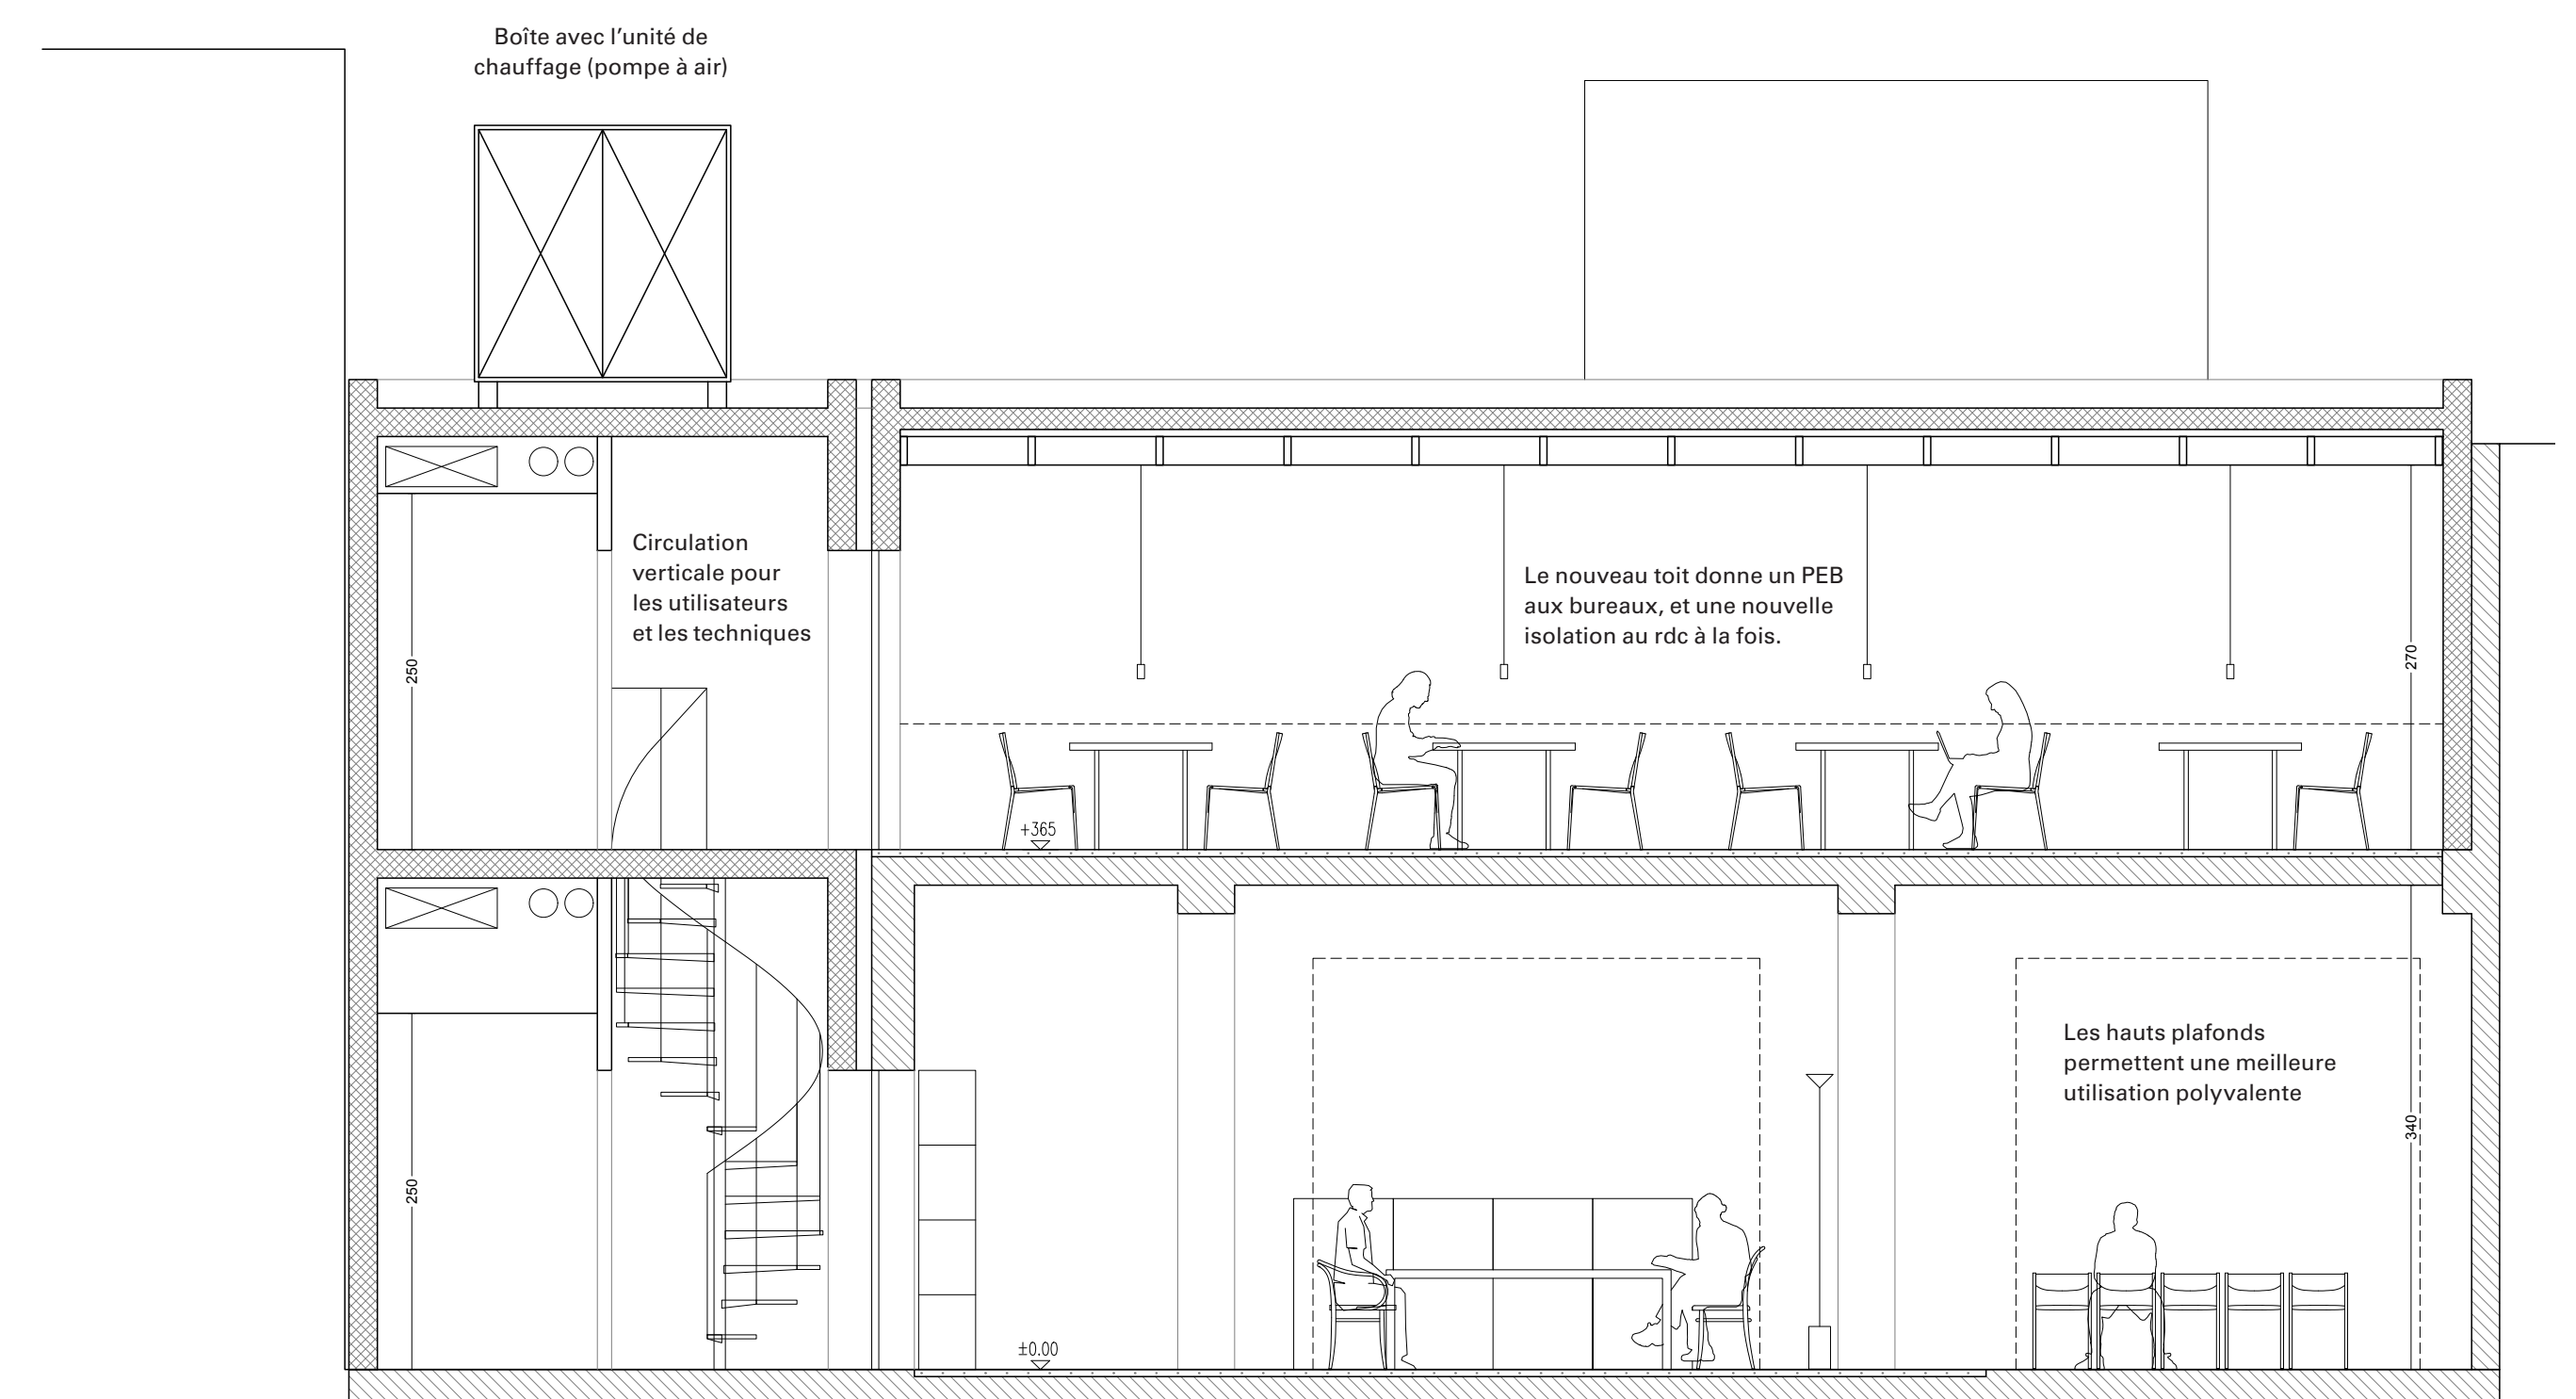 Boîte avec l’unité de
chauffage (pompe à air)
Circulation
verticale pour
les utilisateurs
et les techniques
Le nouveau toit donne un PEB
aux bureaux, et une nouvelle
isolation au rdc à la fois.
250
270
+365
Les hauts plafonds
permettent une meilleure
utilisation polyvalente
250
340
±0.00